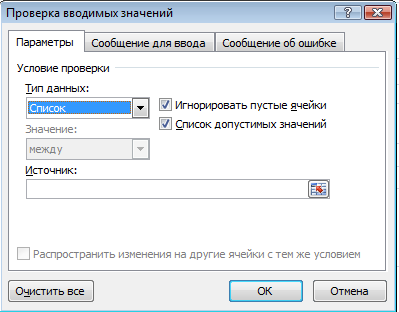 Проверка вводимых значений
Параметры Сообщение для ввода Сообщение об ошибке
Условие проверки
Тип данных:
Список Игнорировать пустые ячейки
Список допустимых значений
Значение:
между
Источник:
Распространить изменения на другие ячейки с тем же условием
Очистить все ОК Отмена